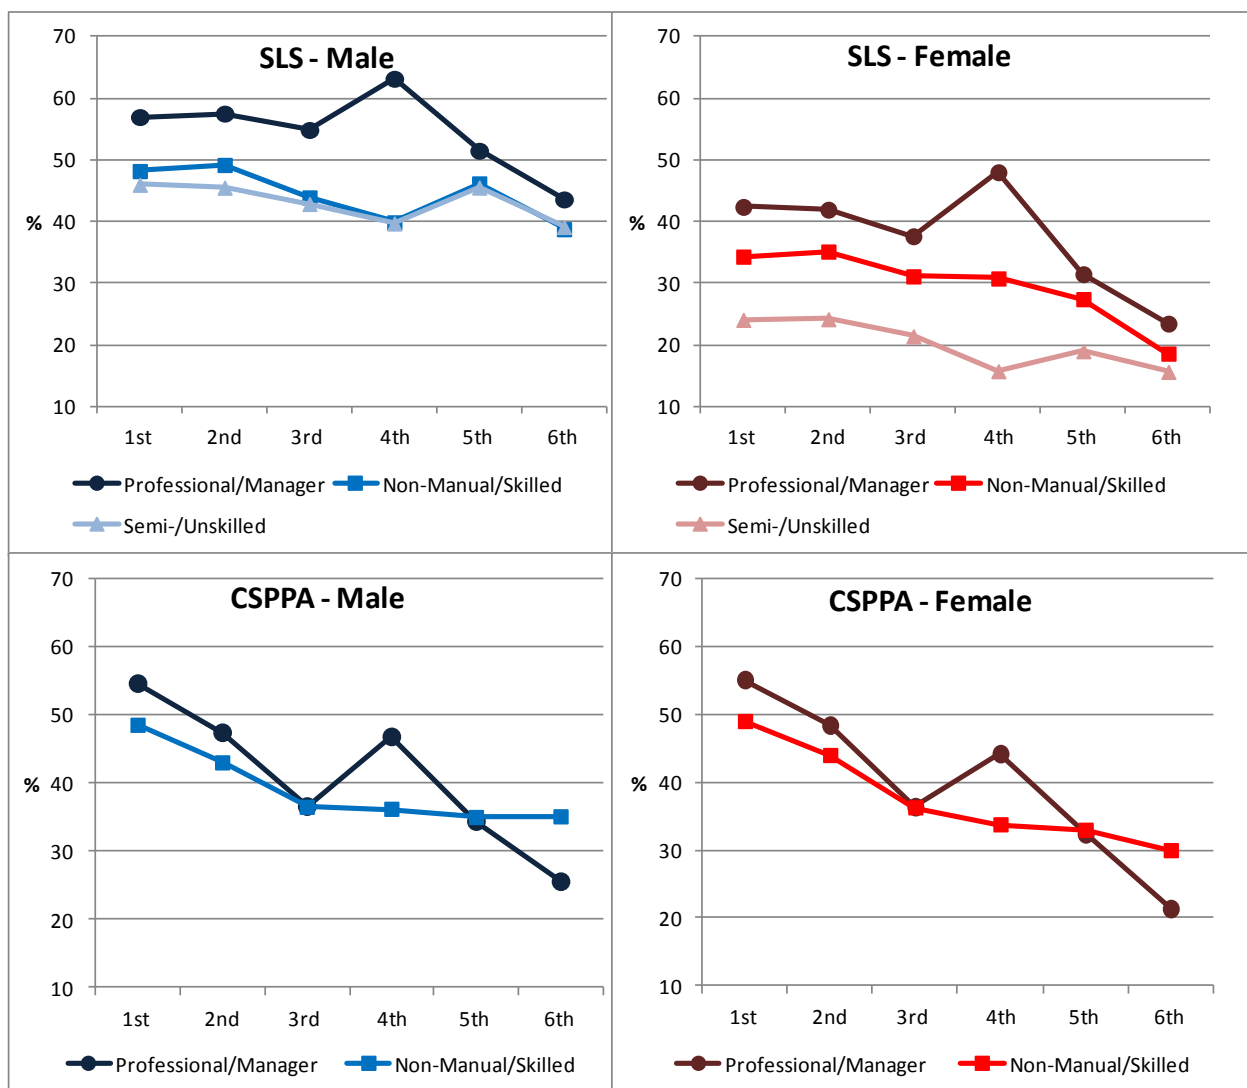 SLS - Male
70
60
50
40
30
20
10
%
1st 2nd 3rd 4th 5th 6th
Professional/Manager Non-Manual/Skilled
Semi-/Unskilled
SLS - Female
70
60
50
40
30
20
10
%
1st 2nd 3rd 4th 5th 6th
Professional/Manager Non-Manual/Skilled
Semi-/Unskilled
CSPPA - Male
70
60
50
40
30
20
10
%
1st 2nd 3rd 4th 5th 6th
Professional/Manager Non-Manual/Skilled
CSPPA - Female
70
60
50
40
30
20
10
%
1st 2nd 3rd 4th 5th 6th
Professional/Manager Non-Manual/Skilled